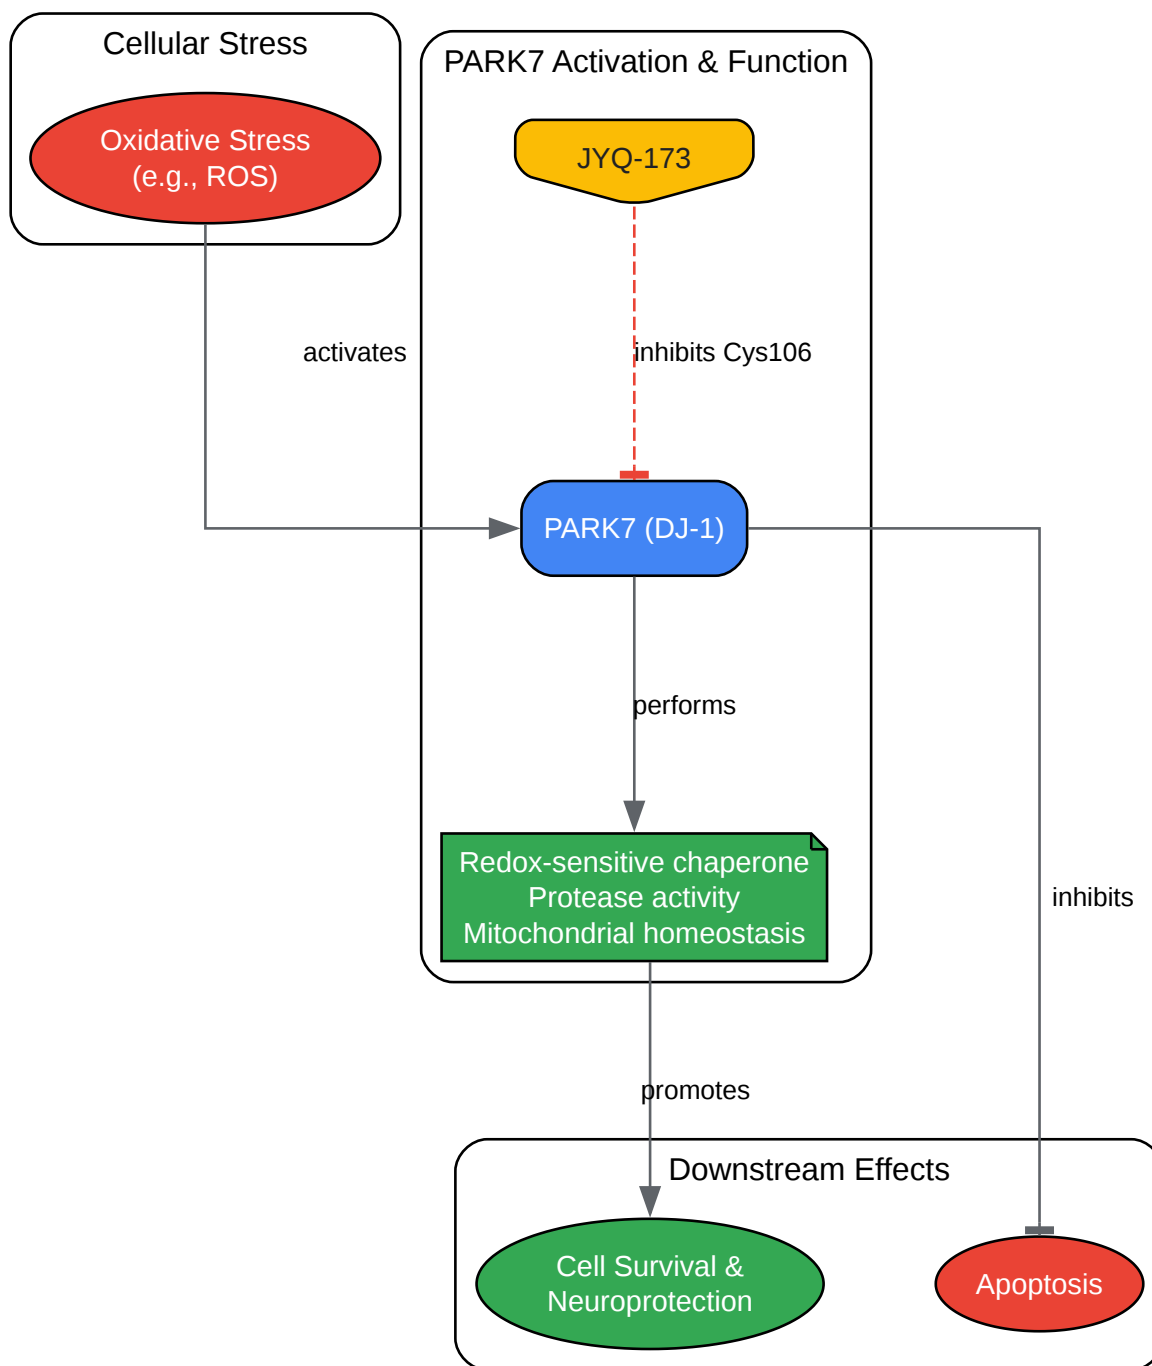 Cellular Stress
Oxidative Stress
(e.g., ROS)
PARK7 Activation & Function
JYQ-173
activates
inhibits Cys106
PARK7 (DJ-1)
performs
Redox-sensitive chaperone
Protease activity
Mitochondrial homeostasis
inhibits
promotes
Downstream Effects
Cell Survival &
Neuroprotection
Apoptosis